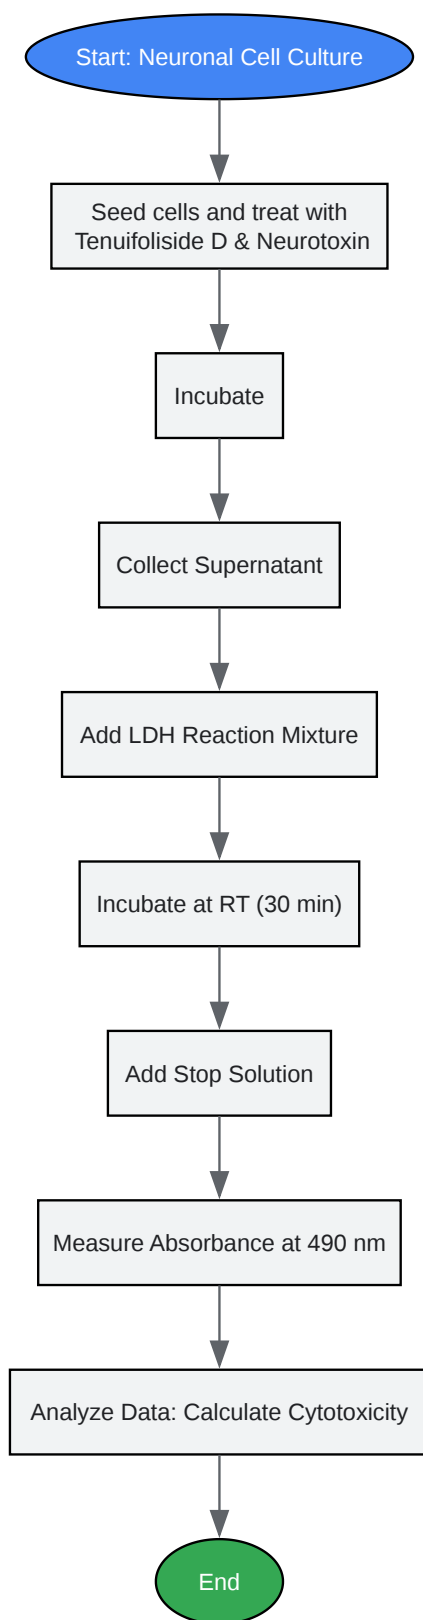 Start: Neuronal Cell Culture
Seed cells and treat with
Tenuifoliside D & Neurotoxin
Incubate
Collect Supernatant
Add LDH Reaction Mixture
Incubate at RT (30 min)
Add Stop Solution
Measure Absorbance at 490 nm
Analyze Data: Calculate Cytotoxicity
End